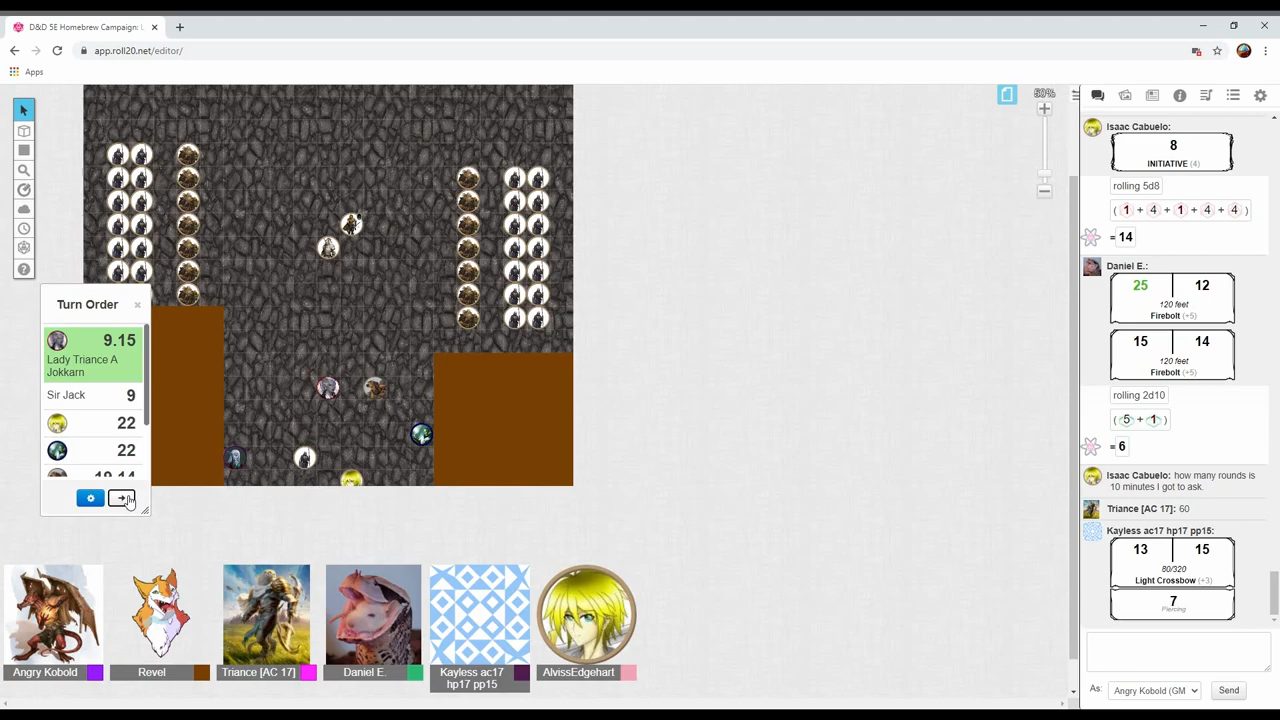 D&D 5E Homebrew Campaign:
app.roll20.net/editor/
Apps
50%
Turn Order
9.15
Lady Triance A
Jokkarn
Sir Jack 9
22
22
19.14
Isaac Cabuelo:
8
INITIATIVE (4)
rolling 5d8
( 1 + 4 + 1 + 4 + 4 )
= 14
Daniel E.:
25 12
120 feet
Firebolt (+5)
15 14
120 feet
Firebolt (+5)
rolling 2d10
( 5 + 1 )
= 6
Isaac Cabuelo: how many rounds is
10 minutes I got to ask.
Triance [AC 17]: 60
Kayless ac17 hp17 pp15:
13 15
80/320
Light Crossbow (+3)
7
Piercing
As: Angry Kobold (GM
Send
Angry Kobold
Revel
Triance [AC 17]
Daniel E.
Kayless ac17
hp17 pp15
AlvissEdgehart